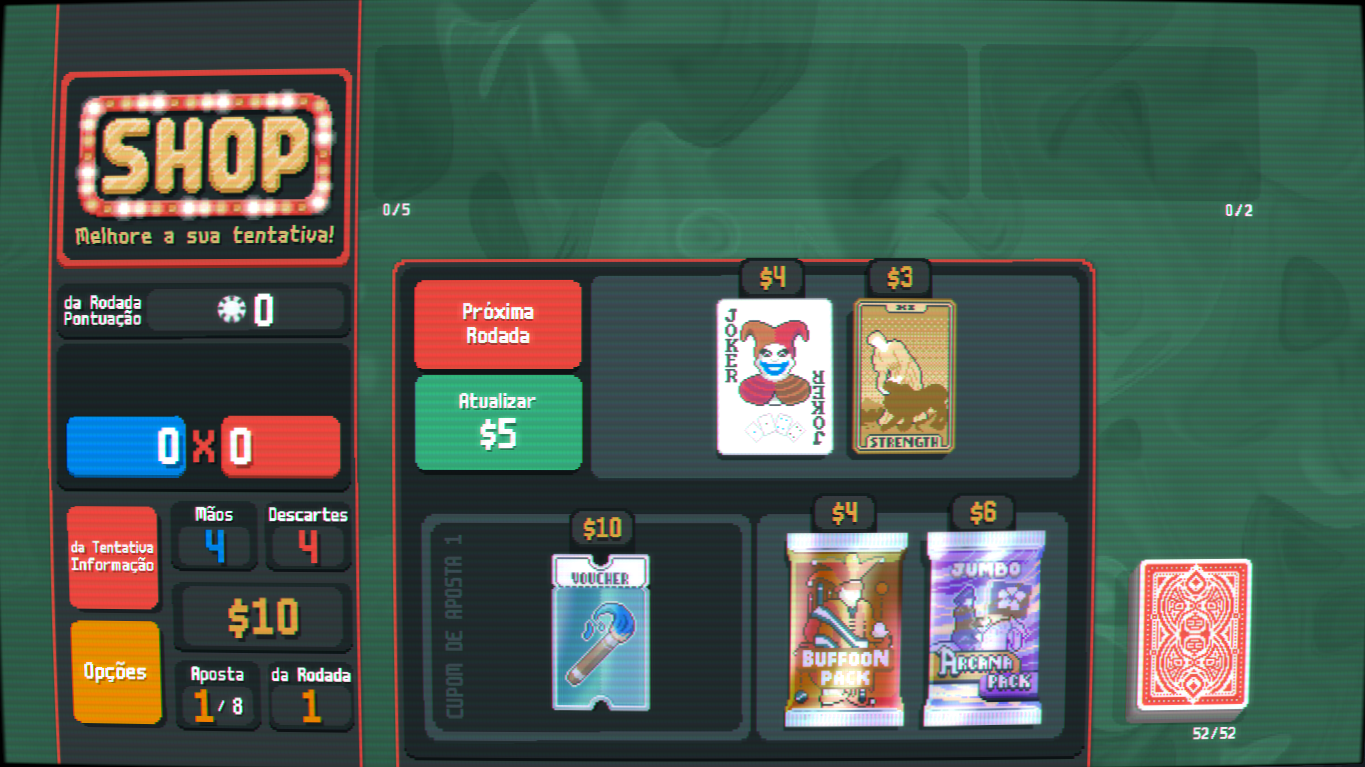 SHOP
Melhore a sua tentativa!
da Rodada
Pontuação
0
0 X 0
da Tentativa
Informação
Mãos
4
Descartes
4
$10
Opções
Aposta
1 / 8
da Rodada
1
0/5
0/2
Próxima
Rodada
Atualizar
$5
$4
JOKER
JOKER
$3
XI
STRENGTH
CUPOM DE APOSTA 1
$10
VOUCHER
$4
BUFFOON
PACK
$6
JUMBO
ARCANA
PACK
52/52